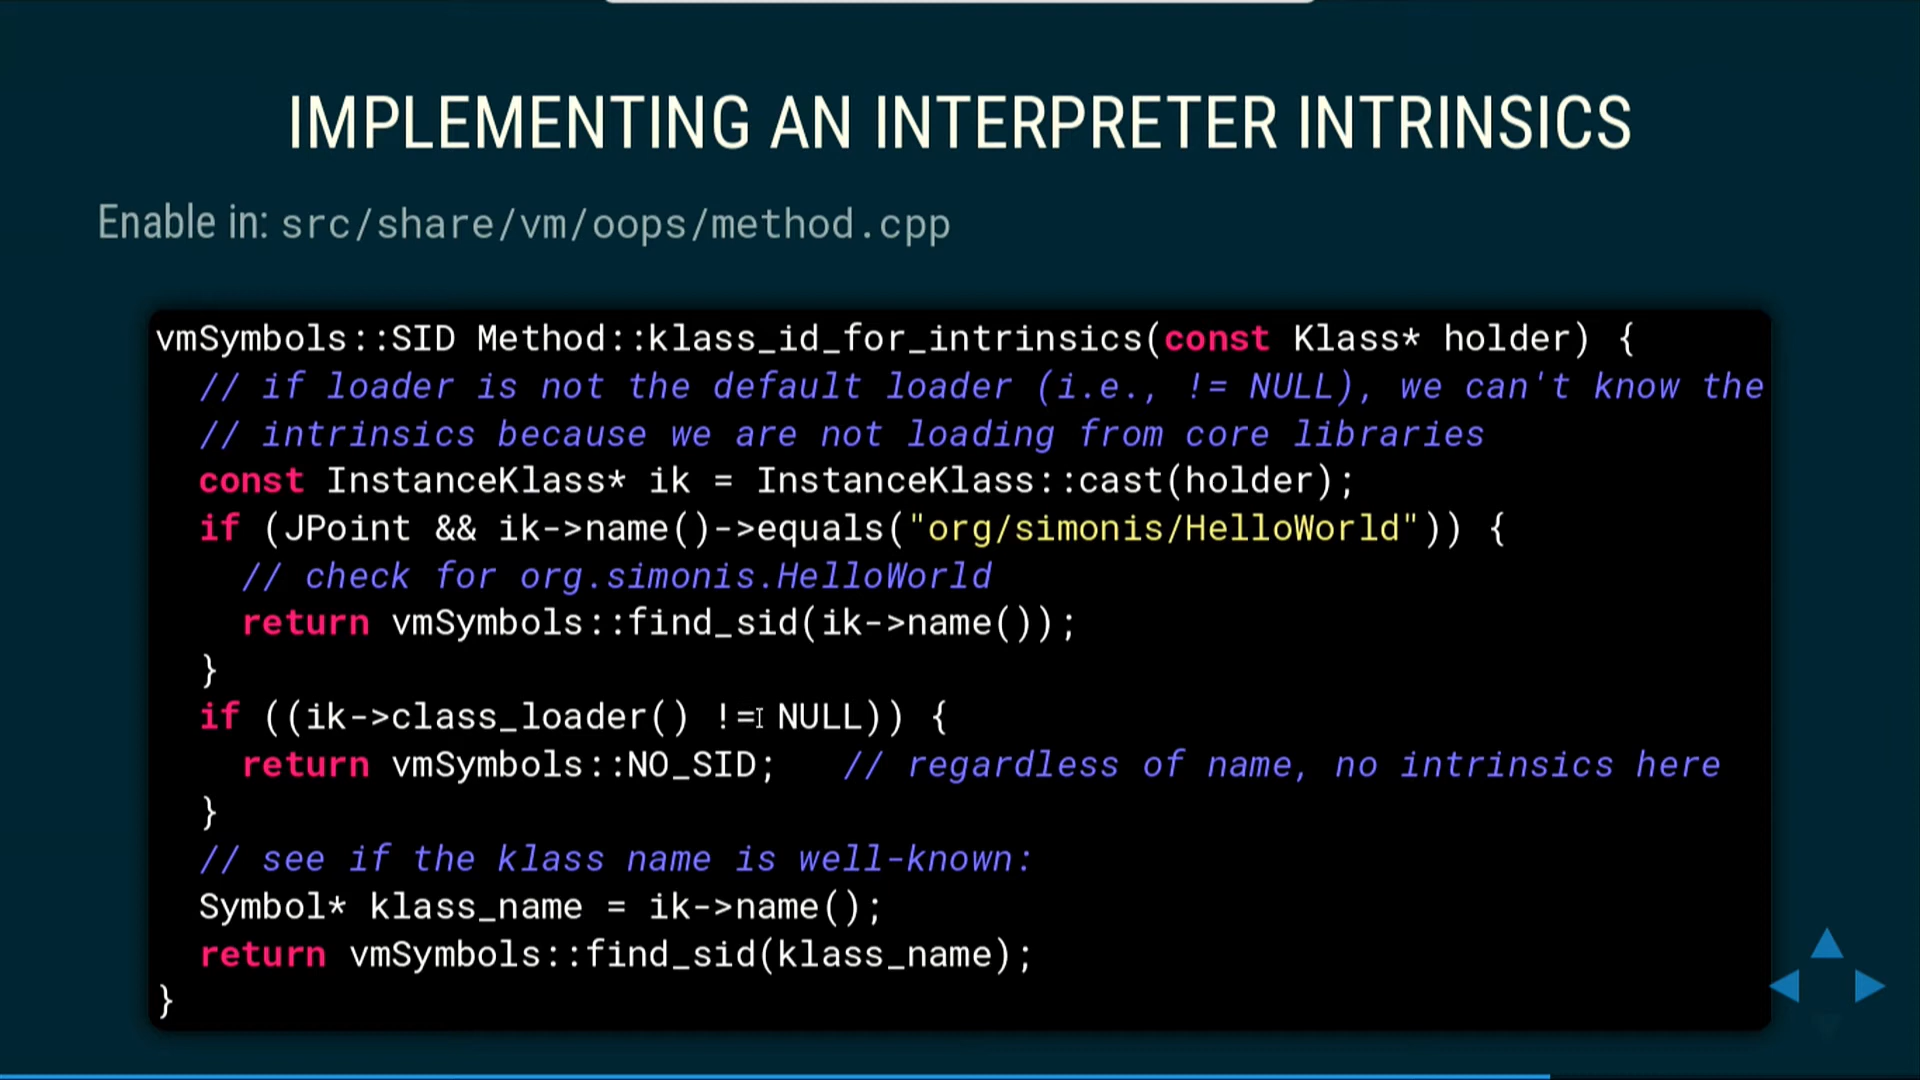 IMPLEMENTING AN INTERPRETER INTRINSICS
Enable in: src/share/vm/oops/method.cpp
vmSymbols::SID Method::klass_id_for_intrinsics(const Klass* holder) {
  // if loader is not the default loader (i.e., != NULL), we can't know the
  // intrinsics because we are not loading from core libraries
  const InstanceKlass* ik = InstanceKlass::cast(holder);
  if (JPoint && ik->name()->equals("org/simonis/HelloWorld")) {
    // check for org.simonis.HelloWorld
    return vmSymbols::find_sid(ik->name());
  }
  if ((ik->class_loader() != NULL)) {
    return vmSymbols::NO_SID;   // regardless of name, no intrinsics here
  }
  // see if the klass name is well-known:
  Symbol* klass_name = ik->name();
  return vmSymbols::find_sid(klass_name);
}